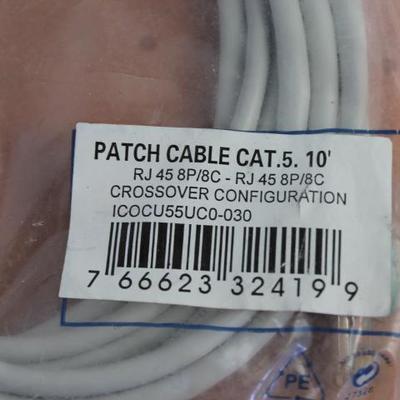 PATCH CABLE CAT.5. 10'
RJ 45 8P/8C - RJ 45 8P/8C
CROSSOVER CONFIGURATION
ICOCU55UC0-030
7 66623 32419 9
PE